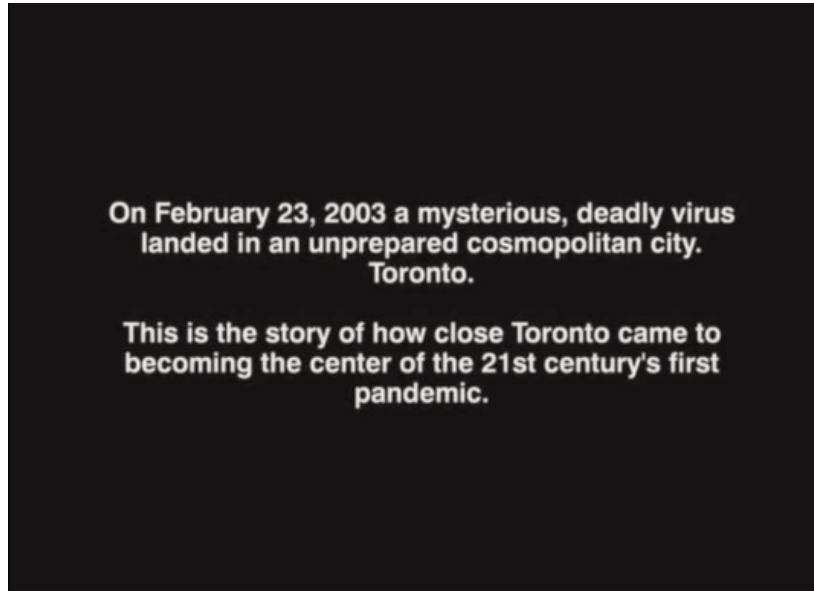 On February 23, 2003 a mysterious, deadly virus
landed in an unprepared cosmopolitan city.
Toronto.
This is the story of how close Toronto came to
becoming the center of the 21st century's first
pandemic.